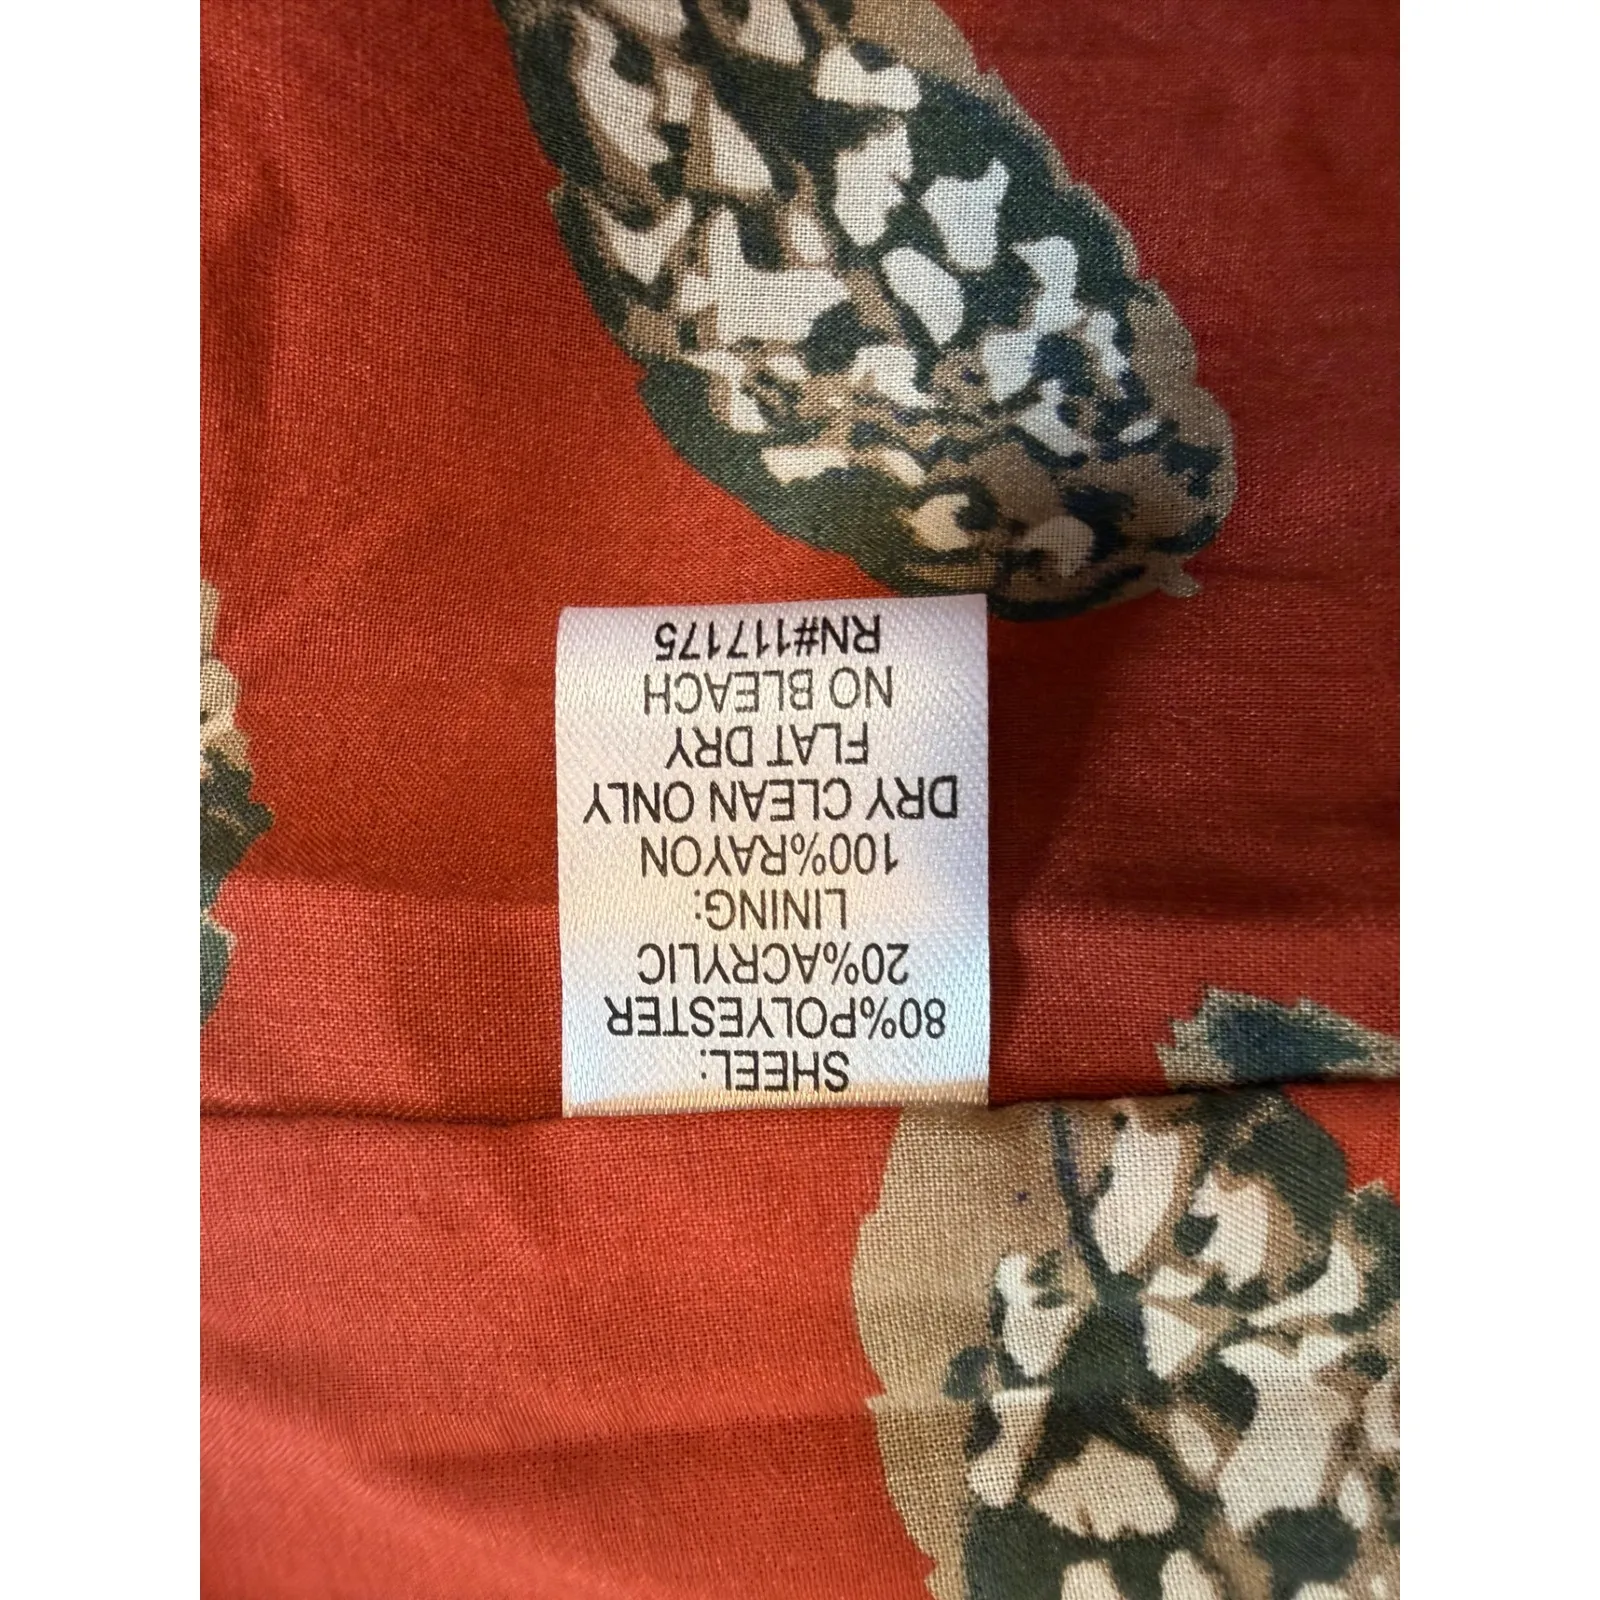 SHEEL:
80%POLYESTER
20%ACRYLIC
LINING:
100%RAYON
DRY CLEAN ONLY
FLAT DRY
NO BLEACH
RN#117175